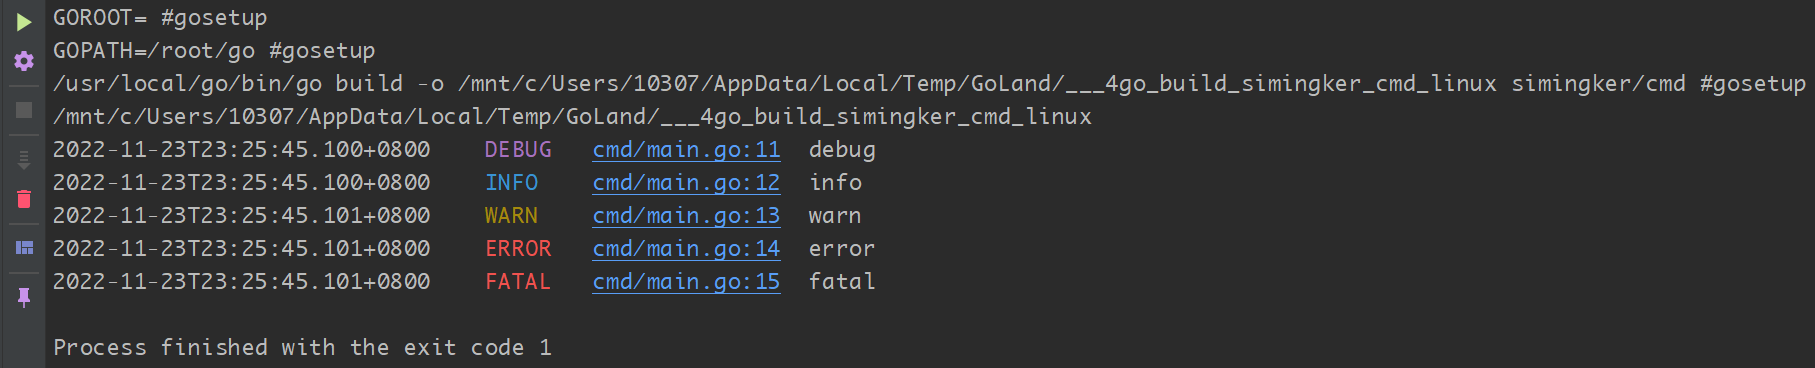 GOROOT= #gosetup
GOPATH=/root/go #gosetup
/usr/local/go/bin/go build -o /mnt/c/Users/10307/AppData/Local/Temp/GoLand/___4go_build_simingker_cmd_linux simingker/cmd #gosetup
/mnt/c/Users/10307/AppData/Local/Temp/GoLand/___4go_build_simingker_cmd_linux
2022-11-23T23:25:45.100+0800    DEBUG   cmd/main.go:11  debug
2022-11-23T23:25:45.100+0800    INFO    cmd/main.go:12  info
2022-11-23T23:25:45.101+0800    WARN    cmd/main.go:13  warn
2022-11-23T23:25:45.101+0800    ERROR   cmd/main.go:14  error
2022-11-23T23:25:45.101+0800    FATAL   cmd/main.go:15  fatal
Process finished with the exit code 1